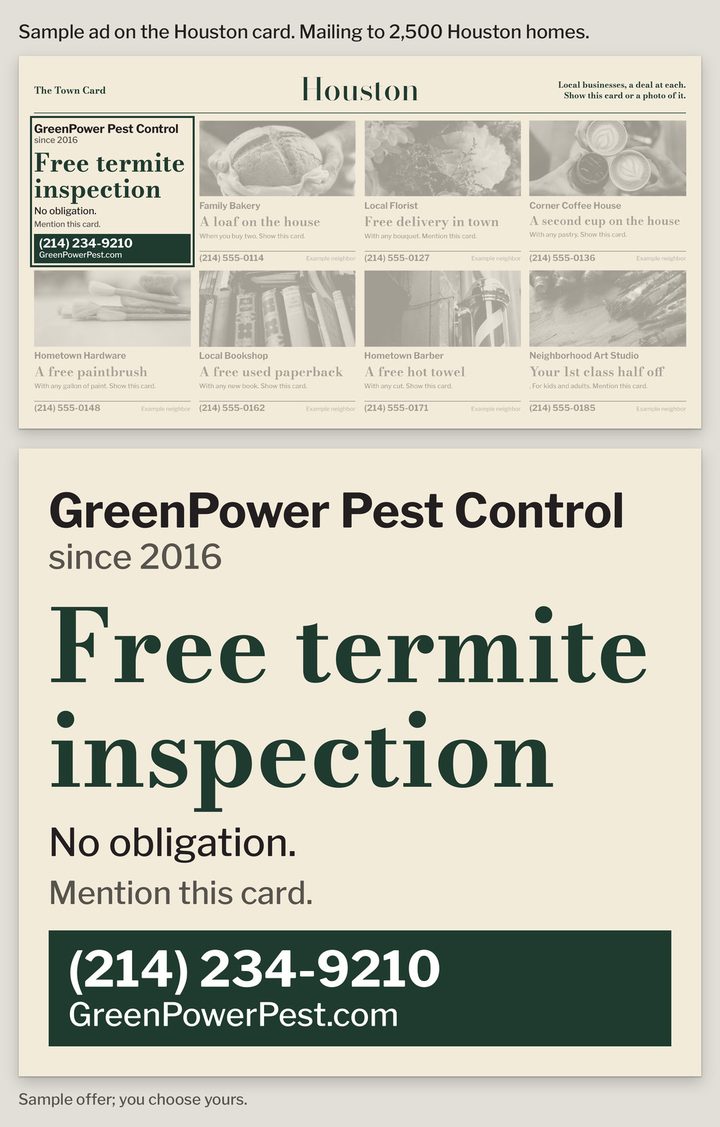 Sample ad on the Houston card. Mailing to 2,500 Houston homes.
The Town Card
Houston
Local businesses, a deal at each.
Show this card or a photo of it.
GreenPower Pest Control
since 2016
Free termite
inspection
No obligation.
Mention this card.
(214) 234-9210
GreenPowerPest.com
Family Bakery
A loaf on the house
When you buy two. Show this card.
(214) 555-0114
Local Florist
Free delivery in town
With any bouquet. Mention this card.
(214) 555-0127
Corner Coffee House
A second cup on the house
With any pastry. Show this card.
(214) 555-0136
Example neighbor
Example neighbor
Hometown Hardware
A free paintbrush
With any gallon of paint. Show this card.
(214) 555-0148
Example neighbor
Local Bookshop
A free used paperback
With any new book. Show this card.
(214) 555-0162
Example neighbor
Hometown Barber
A free hot towel
With any cut. Show this card.
(214) 555-0171
Example neighbor
Neighborhood Art Studio
Your 1st class half off
For kids and adults. Mention this card.
(214) 555-0185
Example neighbor
GreenPower Pest Control
since 2016
Free termite
inspection
No obligation.
Mention this card.
(214) 234-9210
GreenPowerPest.com
Sample offer; you choose yours.